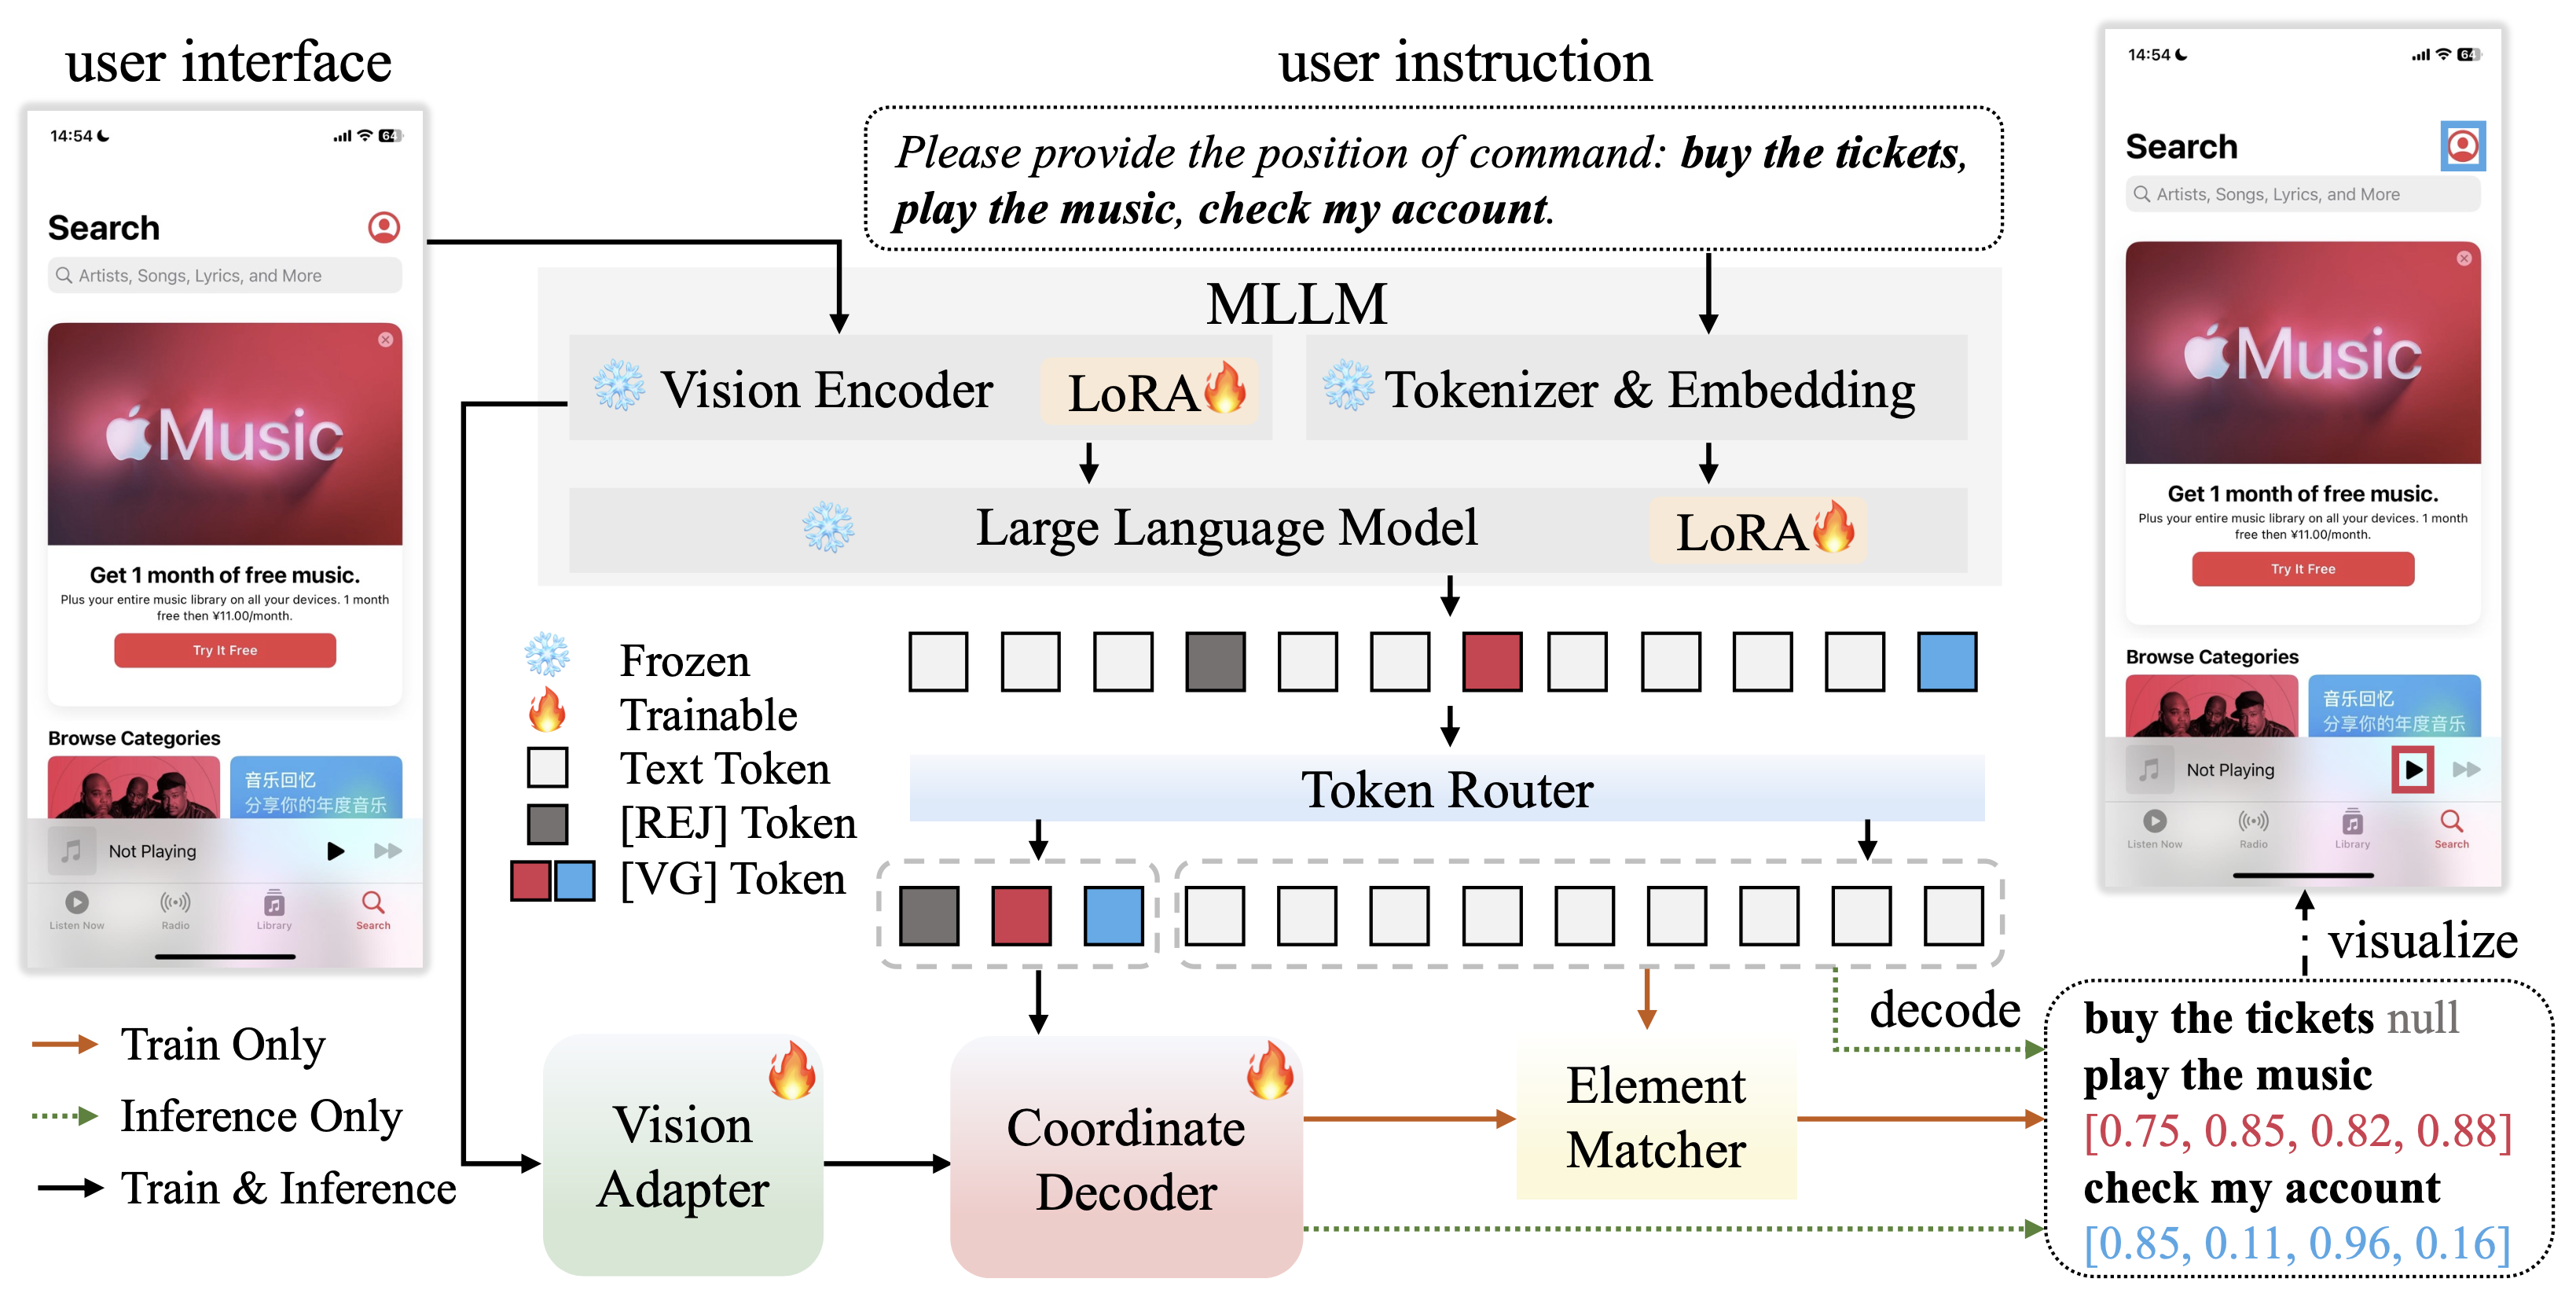 user interface
14:54
64
Search
Artists, Songs, Lyrics, and More
Music
Get 1 month of free music.
Plus your entire music library on all your devices. 1 month
free then ¥11.00/month.
Try It Free
Browse Categories
音乐回忆
分享你的年度音乐
Not Playing
Listen Now
Radio
Library
Search
Train Only
Inference Only
Train & Inference
user instruction
Please provide the position of command: buy the tickets,
play the music, check my account.
MLLM
Vision Encoder
LoRA
Tokenizer & Embedding
Large Language Model
LoRA
Frozen
Trainable
Text Token
[REJ] Token
[VG] Token
Token Router
Vision
Adapter
Coordinate
Decoder
Element
Matcher
decode
visualize
buy the tickets null
play the music
[0.75, 0.85, 0.82, 0.88]
check my account
[0.85, 0.11, 0.96, 0.16]
14:54
64
Search
Artists, Songs, Lyrics, and More
Music
Get 1 month of free music.
Plus your entire music library on all your devices. 1 month
free then ¥11.00/month.
Try It Free
Browse Categories
音乐回忆
分享你的年度音乐
Not Playing
Listen Now
Radio
Library
Search